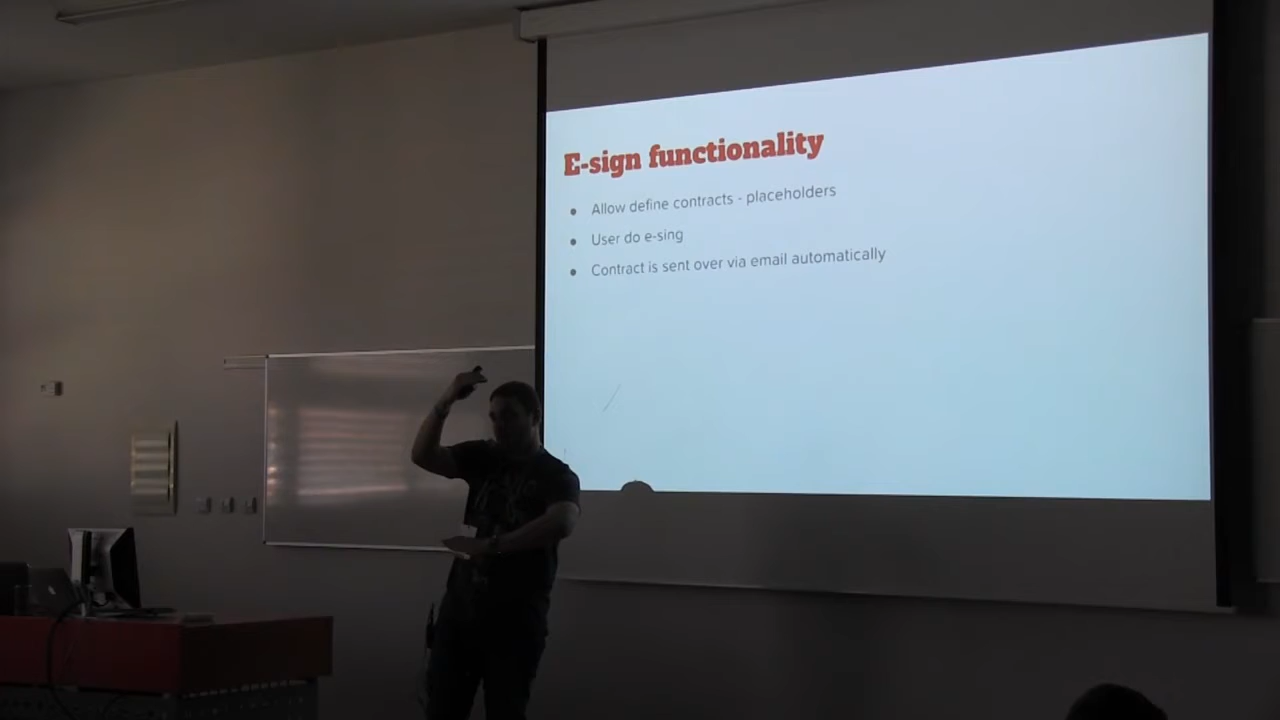 E-sign functionality
Allow define contracts - placeholders
User do e-sing
Contract is sent over via email automatically